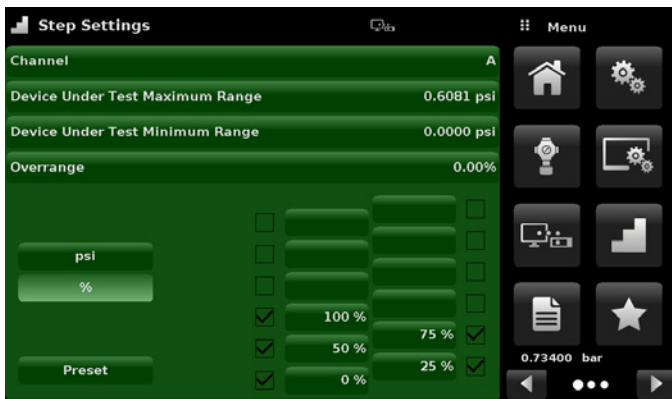 Step Settings
Menu
Channel A
Device Under Test Maximum Range 0.6081 psi
Device Under Test Minimum Range 0.0000 psi
Overrange 0.00%
psi
%
100 %
75 %
50 %
25 %
0 %
Preset
0.73400 bar